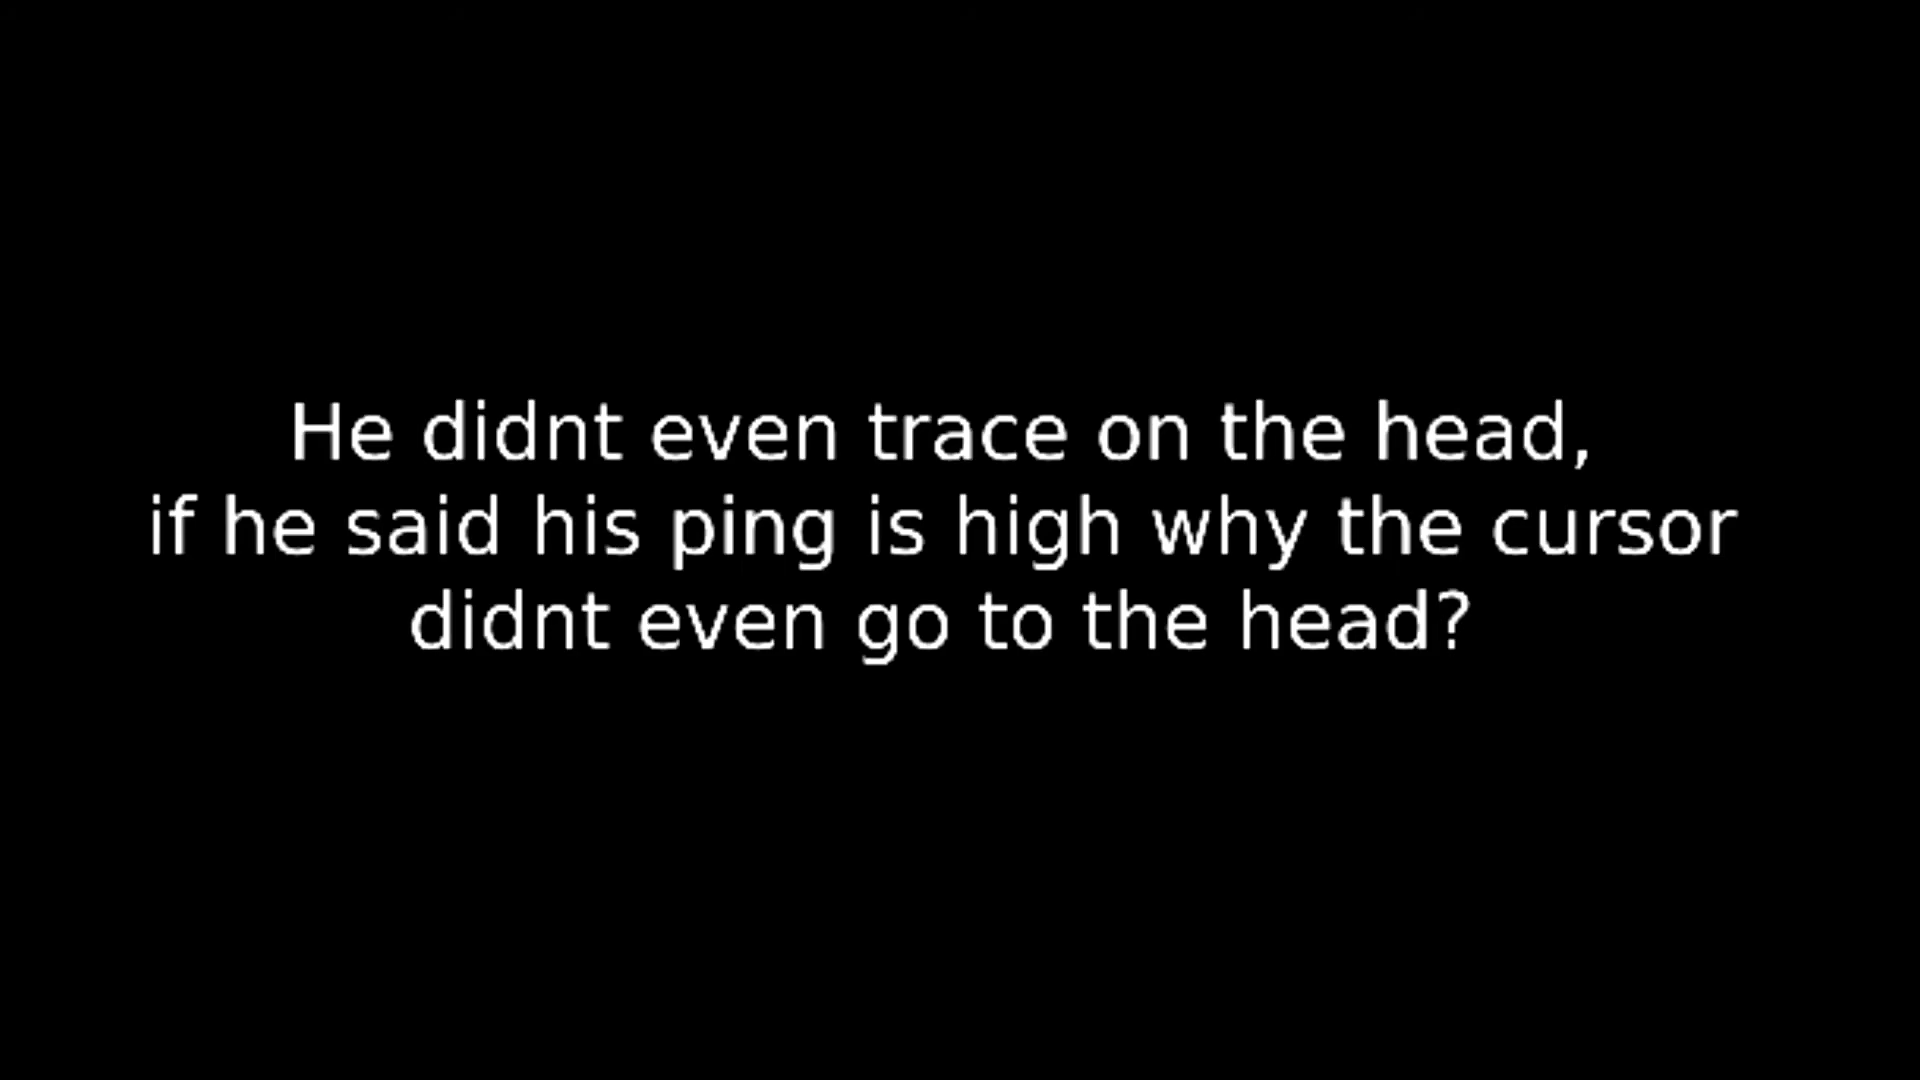 He didnt even trace on the head,
if he said his ping is high why the cursor
didnt even go to the head?